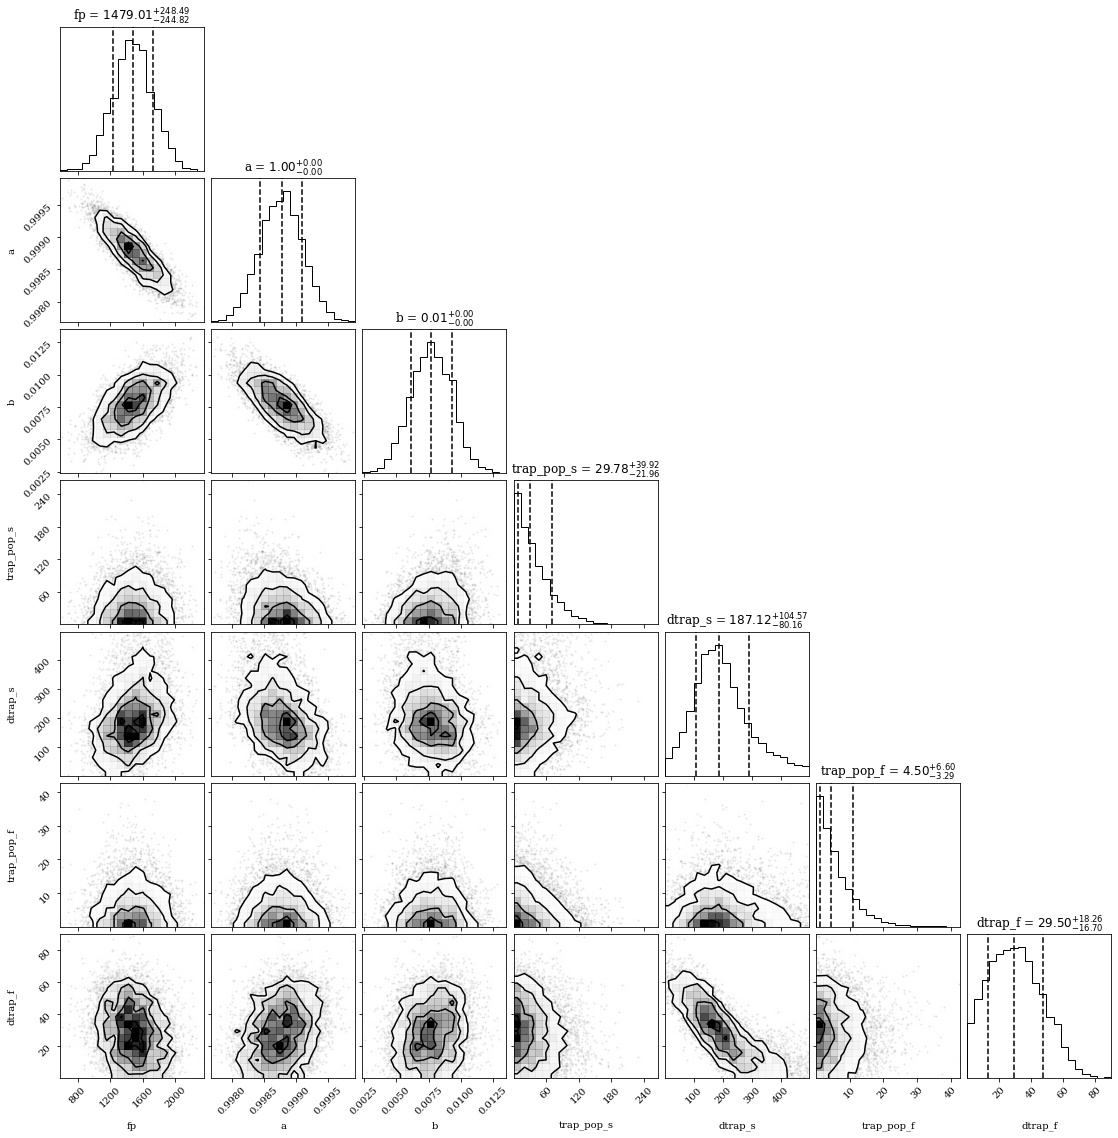 fp = 1479.01+248.49 −244.82
a = 1.00+0.00 −0.00
a
0.9995
0.9990
0.9985
0.9980
b = 0.01+0.00 −0.00
b
0.0125
0.0100
0.0075
0.0050
0.0025
trap_pop_s = 29.78+39.92 −21.96
trap_pop_s
240
180
120
60
dtrap_s = 187.12+104.57 −80.16
dtrap_s
400
300
200
100
trap_pop_f = 4.50+6.60 −3.29
trap_pop_f
40
30
20
10
dtrap_f = 29.50+18.26 −16.70
dtrap_f
80
60
40
20
800 1200 1600 2000
fp
0.9980 0.9985 0.9990 0.9995
a
0.0025 0.0050 0.0075 0.0100 0.0125
b
60 120 180 240
trap_pop_s
100 200 300 400
dtrap_s
10 20 30 40
trap_pop_f
20 40 60 80
dtrap_f